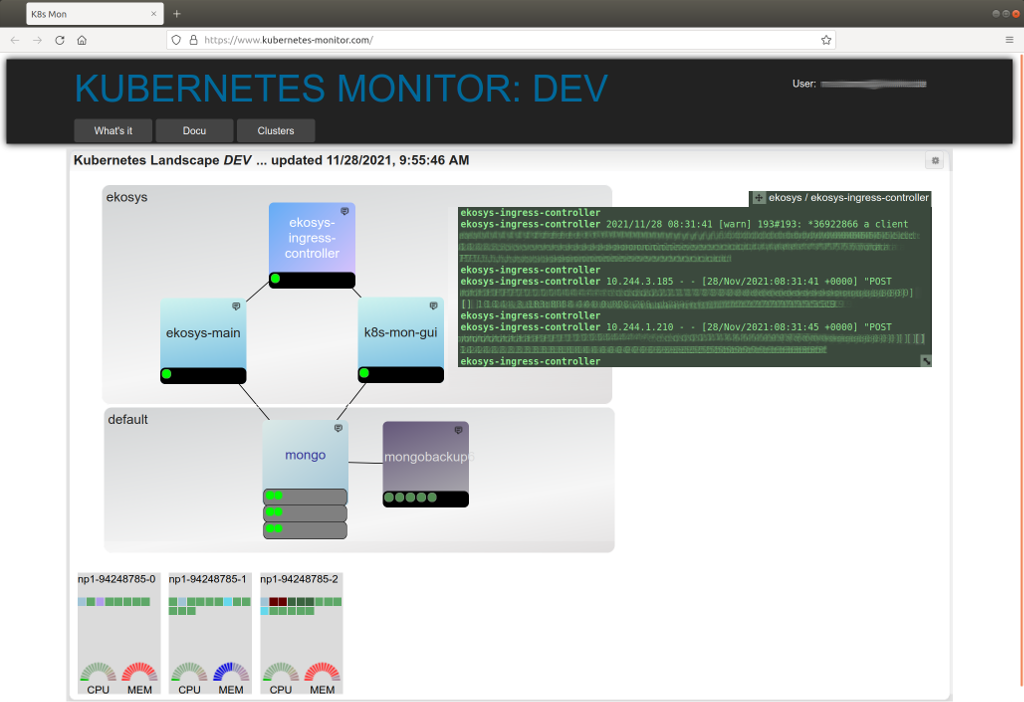 K8s Mon
https://www.kubernetes-monitor.com/
KUBERNETES MONITOR: DEV
User:
What's it
Docu
Clusters
Kubernetes Landscape DEV ... updated 11/28/2021, 9:55:46 AM
ekosys
ekosys-
ingress-
controller
ekosys-main
k8s-mon-gui
ekosys / ekosys-ingress-controller
ekosys-ingress-controller
ekosys-ingress-controller 2021/11/28 08:31:41 [warn] 193#193: *36922866 a client
ekosys-ingress-controller
ekosys-ingress-controller 10.244.3.185 - - [28/Nov/2021:08:31:41 +0000] "POST
ekosys-ingress-controller
ekosys-ingress-controller 10.244.1.210 - - [28/Nov/2021:08:31:45 +0000] "POST
ekosys-ingress-controller
default
mongo
mongobackup
np1-94248785-0
CPU MEM
np1-94248785-1
CPU MEM
np1-94248785-2
CPU MEM